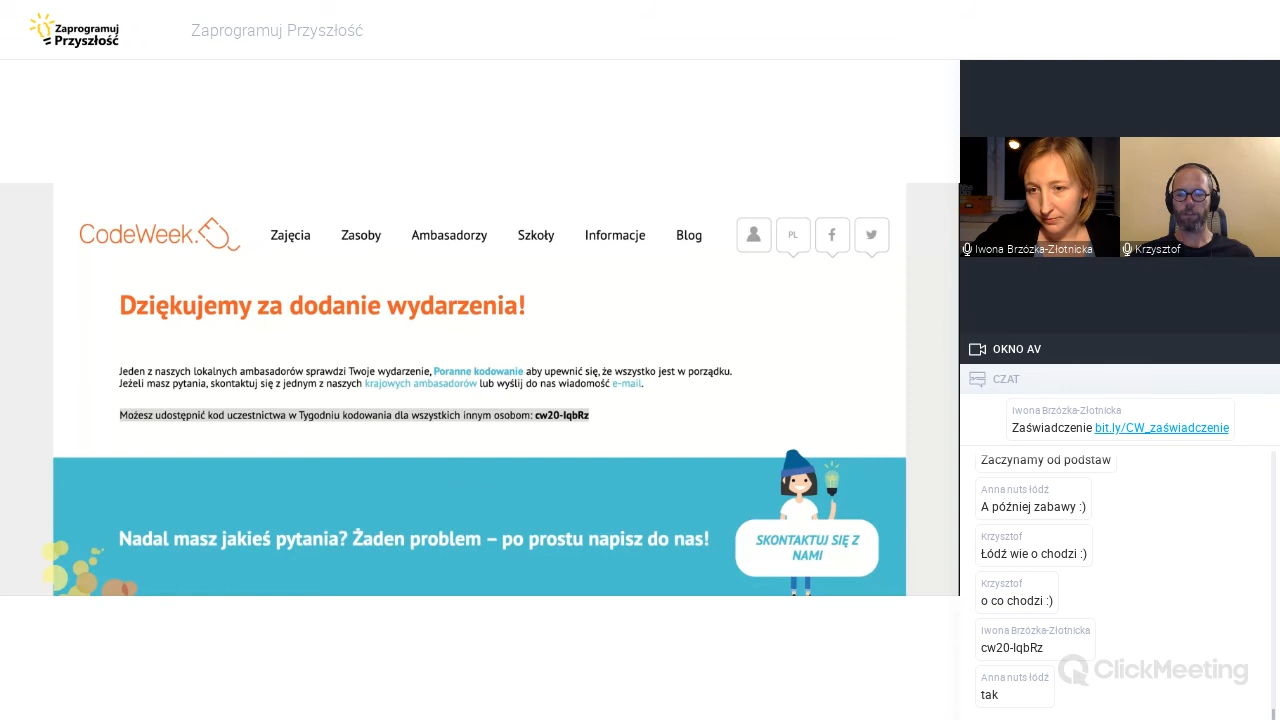 Zaprogramuj
Przyszłość
Zaprogramuj Przyszłość
CodeWeek.
Zajęcia
Zasoby
Ambasadorzy
Szkoły
Informacje
Blog
PL
Dziękujemy za dodanie wydarzenia!
Jeden z naszych lokalnych ambasadorów sprawdzi Twoje wydarzenie, Poranne kodowanie aby upewnić się, że wszystko jest w porządku.
Jeżeli masz pytania, skontaktuj się z jednym z naszych krajowych ambasadorów lub wyślij do nas wiadomość e-mail.
Możesz udostępnić kod uczestnictwa w Tygodniu kodowania dla wszystkich innym osobom: cw20-IqbRz
Nadal masz jakieś pytania? Żaden problem – po prostu napisz do nas!
SKONTAKTUJ SIĘ Z
NAMI
Iwona Brzózka-Złotnicka
Krzysztof
OKNO AV
CZAT
Iwona Brzózka-Złotnicka
Zaświadczenie bit.ly/CW_zaświadczenie
Zaczynamy od podstaw
Anna nuts łódź
A później zabawy :)
Krzysztof
Łódź wie o chodzi :)
Krzysztof
o co chodzi :)
Iwona Brzózka-Złotnicka
cw20-IqbRz
Anna nuts łódź
tak
ClickMeeting